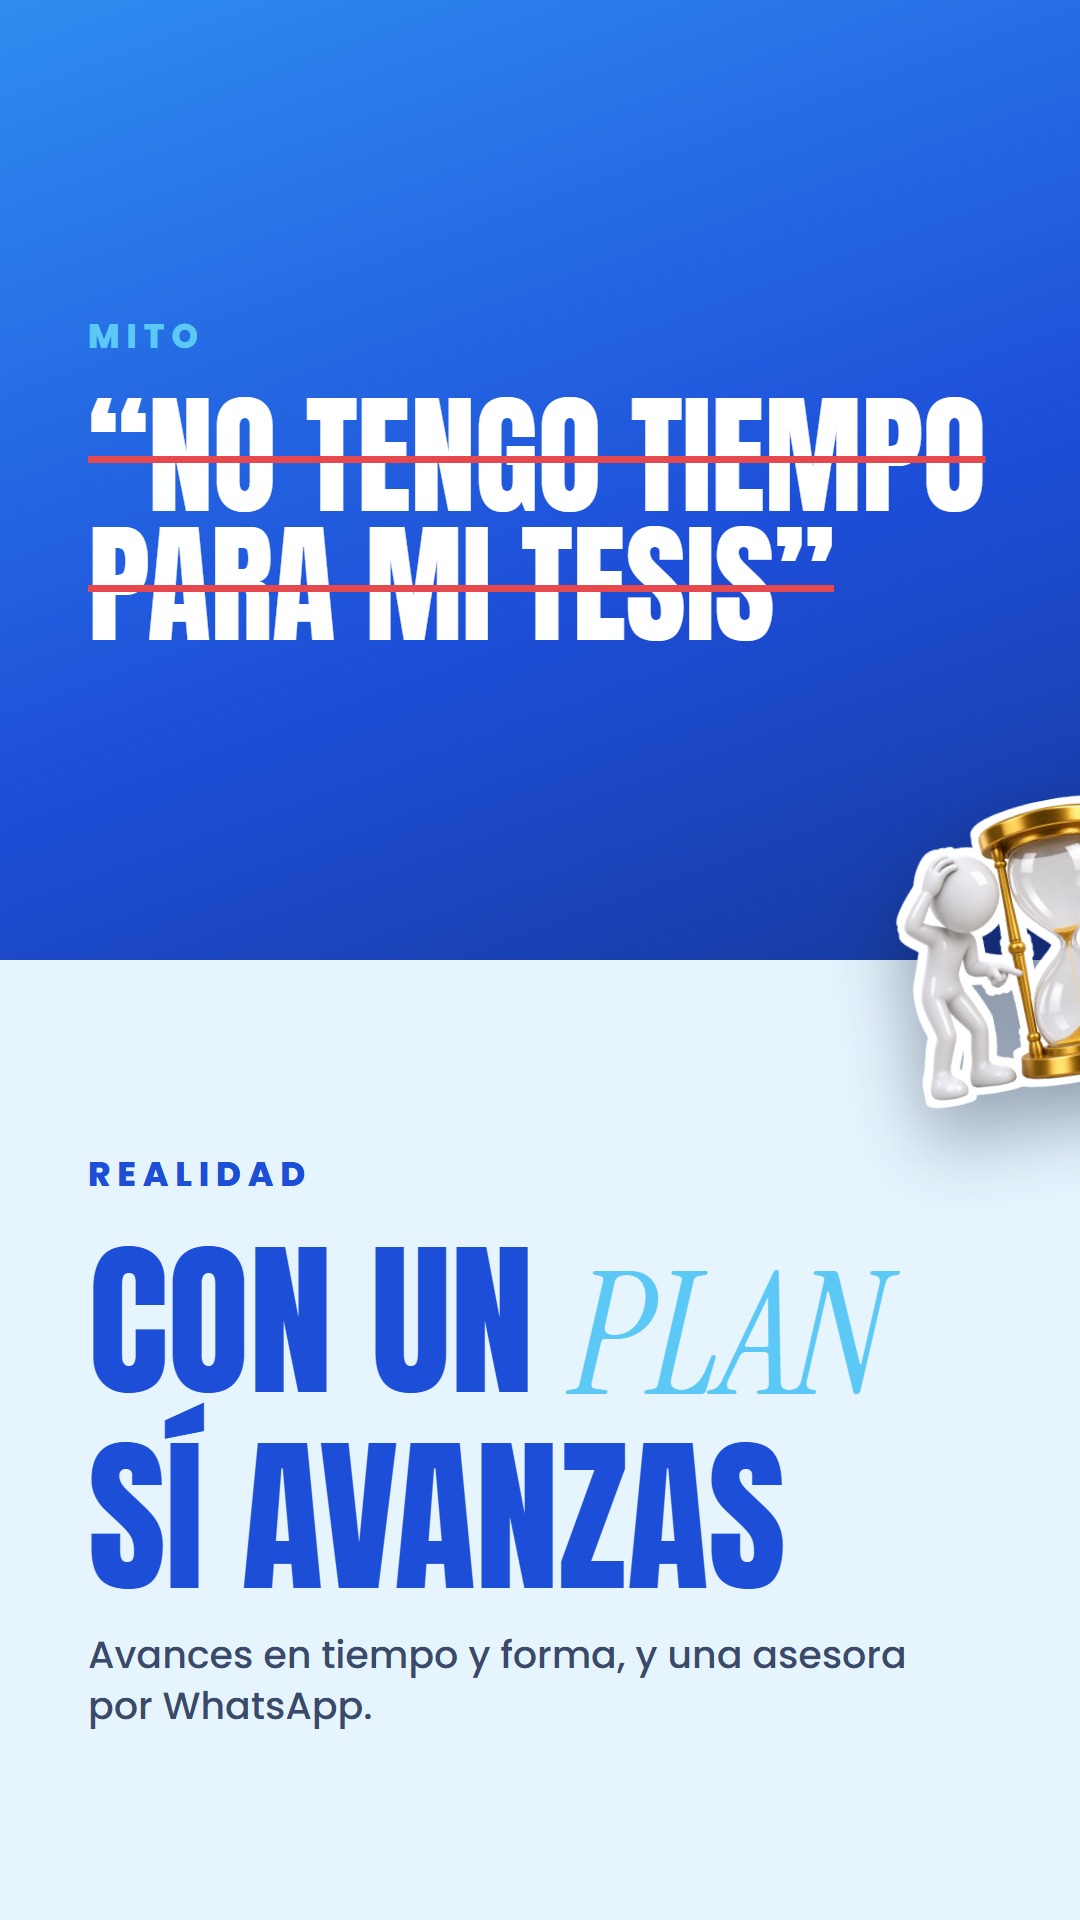 MITO
“NO TENGO TIEMPO
PARA MI TESIS”
REALIDAD
CON UN PLAN
SÍ AVANZAS
Avances en tiempo y forma, y una asesora
por WhatsApp.